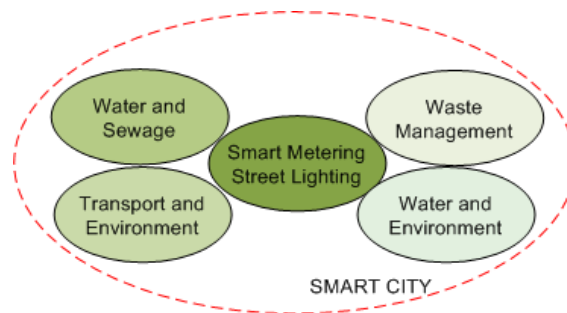 Water and
Sewage
Waste
Management
Smart Metering
Street Lighting
Transport and
Environment
Water and
Environment
SMART CITY